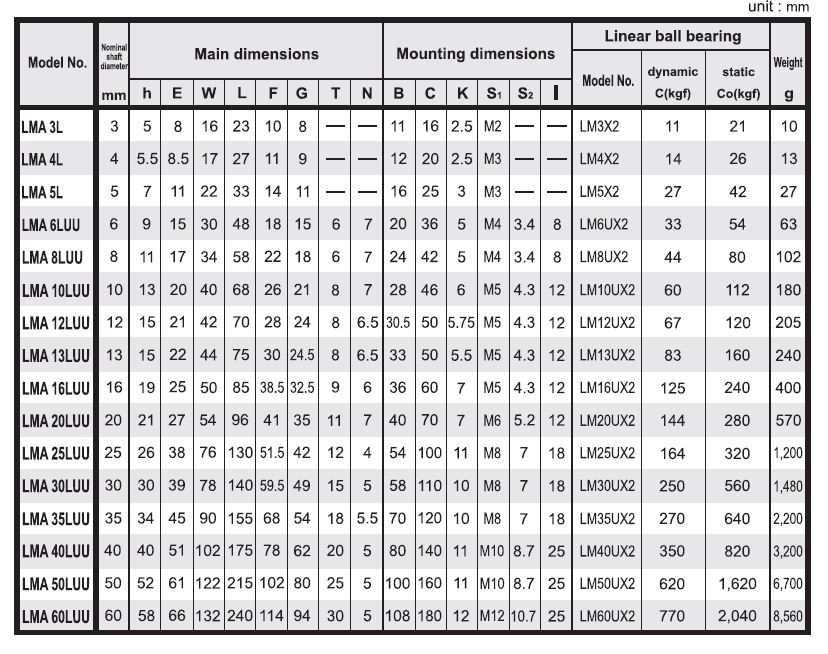 unit : mm
Model No. Nominal shaft diameter Main dimensions Mounting dimensions Linear ball bearing Weight
Model No. dynamic static
mm h E W L F G T N B C K S1 S2 l C(kgf) Co(kgf) g
LMA 3L 3 5 8 16 23 10 8 — — 11 16 2.5 M2 — — LM3X2 11 21 10
LMA 4L 4 5.5 8.5 17 27 11 9 — — 12 20 2.5 M3 — — LM4X2 14 26 13
LMA 5L 5 7 11 22 33 14 11 — — 16 25 3 M3 — — LM5X2 27 42 27
LMA 6LUU 6 9 15 30 48 18 15 6 7 20 36 5 M4 3.4 8 LM6UX2 33 54 63
LMA 8LUU 8 11 17 34 58 22 18 6 7 24 42 5 M4 3.4 8 LM8UX2 44 80 102
LMA 10LUU 10 13 20 40 68 26 21 8 7 28 46 6 M5 4.3 12 LM10UX2 60 112 180
LMA 12LUU 12 15 21 42 70 28 24 8 6.5 30.5 50 5.75 M5 4.3 12 LM12UX2 67 120 205
LMA 13LUU 13 15 22 44 75 30 24.5 8 6.5 33 50 5.5 M5 4.3 12 LM13UX2 83 160 240
LMA 16LUU 16 19 25 50 85 38.5 32.5 9 6 36 60 7 M5 4.3 12 LM16UX2 125 240 400
LMA 20LUU 20 21 27 54 96 41 35 11 7 40 70 7 M6 5.2 12 LM20UX2 144 280 570
LMA 25LUU 25 26 38 76 130 51.5 42 12 4 54 100 11 M8 7 18 LM25UX2 164 320 1,200
LMA 30LUU 30 30 39 78 140 59.5 49 15 5 58 110 10 M8 7 18 LM30UX2 250 560 1,480
LMA 35LUU 35 34 45 90 155 68 54 18 5.5 70 120 10 M8 7 18 LM35UX2 270 640 2,200
LMA 40LUU 40 40 51 102 175 78 62 20 5 80 140 11 M10 8.7 25 LM40UX2 350 820 3,200
LMA 50LUU 50 52 61 122 215 102 80 25 5 100 160 11 M10 8.7 25 LM50UX2 620 1,620 6,700
LMA 60LUU 60 58 66 132 240 114 94 30 5 108 180 12 M12 10.7 25 LM60UX2 770 2,040 8,560